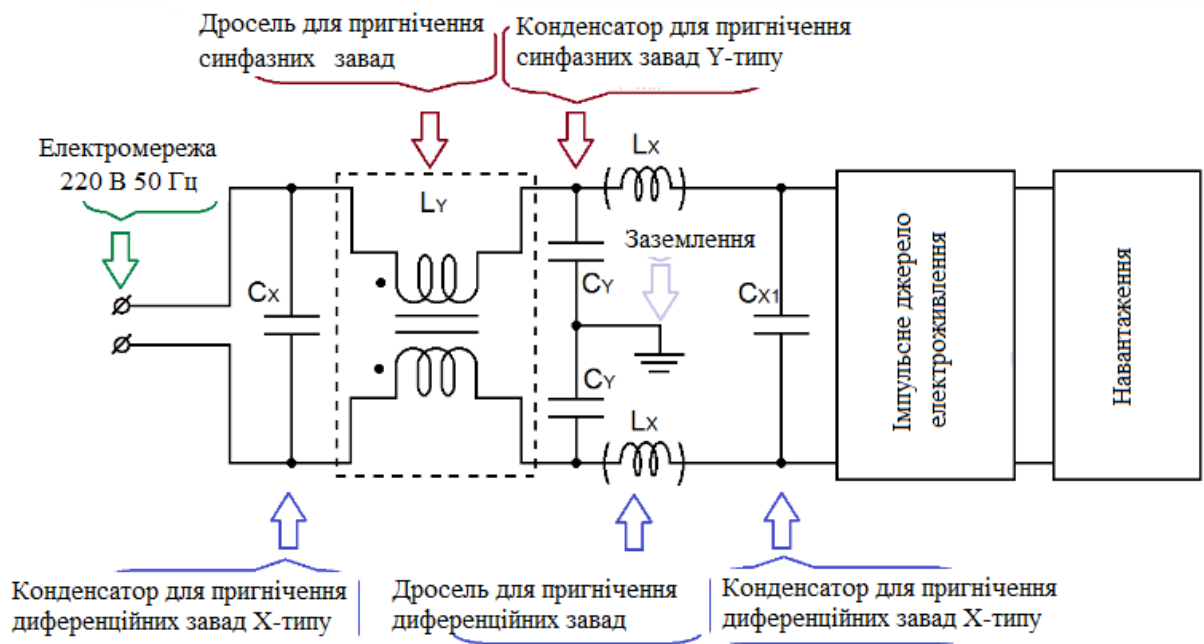 Дросель для пригнічення
синфазних завад
Конденсатор для пригнічення
синфазних завад Y-типу
Електромережа
220 В 50 Гц
LX
LY
Заземлення
CX
CY
CX1
CY
LX
Імпульсне джерело
електроживлення
Навантаження
Конденсатор для пригнічення
диференційних завад X-типу
Дросель для пригнічення
диференційних завад
Конденсатор для пригнічення
диференційних завад X-типу